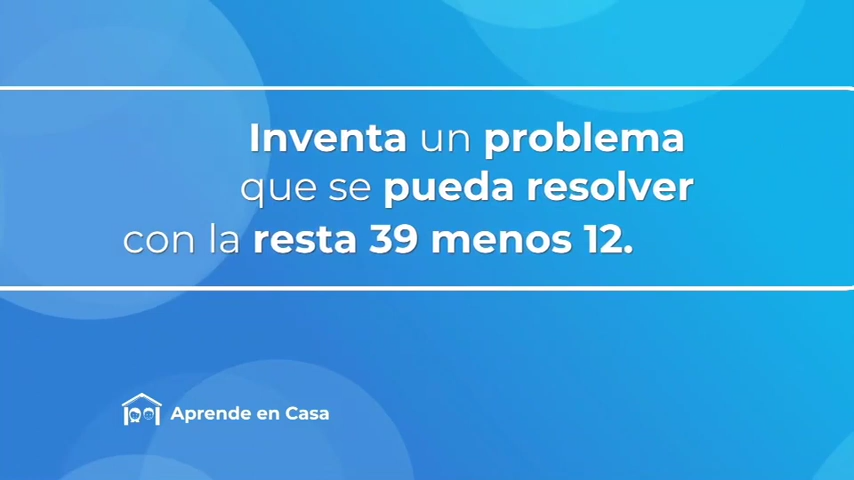 Inventa un problema
que se pueda resolver
con la resta 39 menos 12.
Aprende en Casa